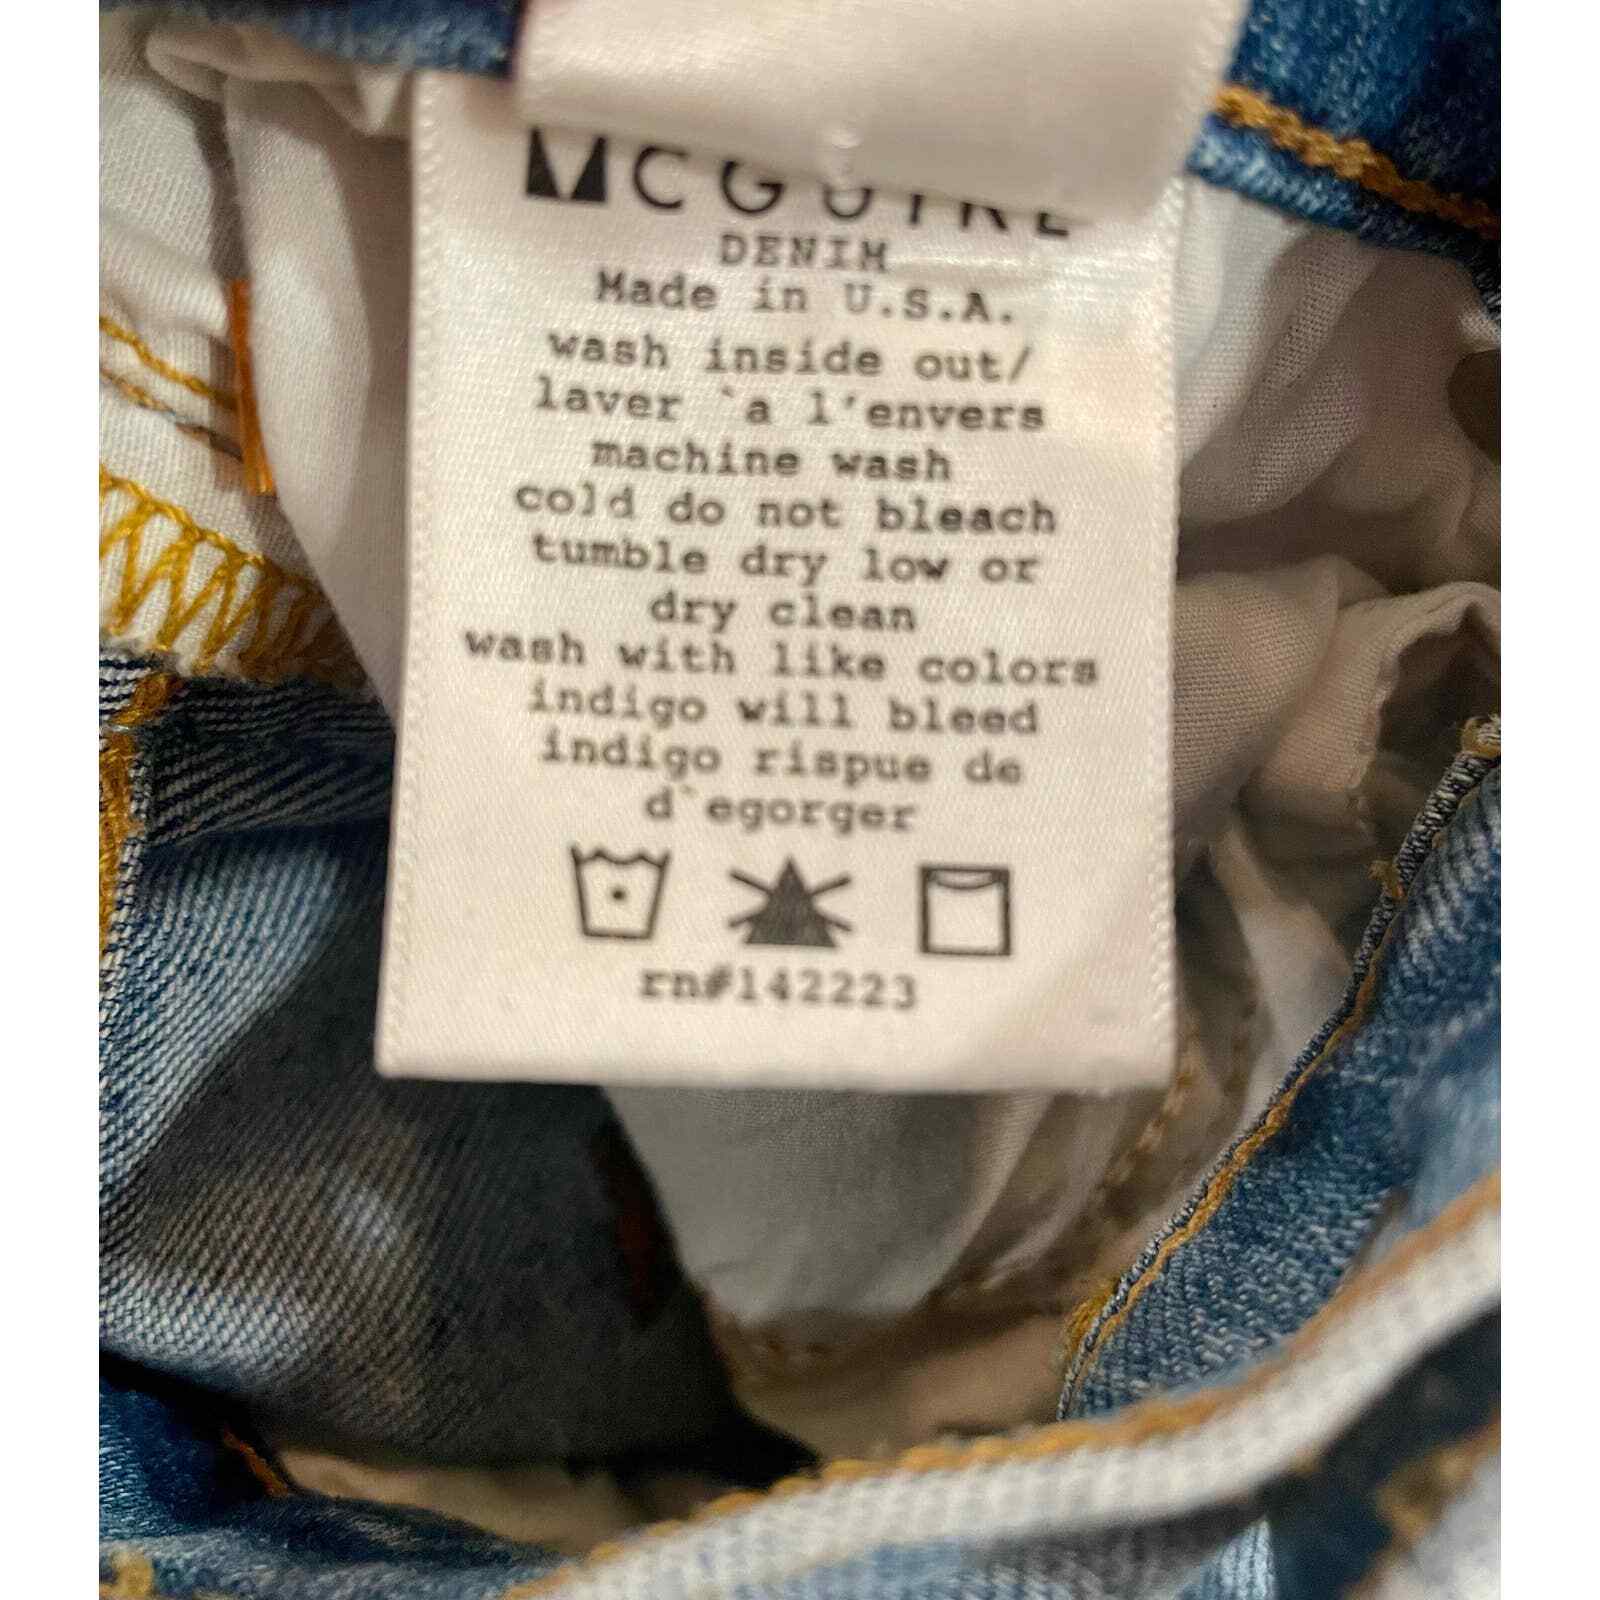 MCGUIRE
DENIM
Made in U.S.A.
wash inside out/
laver `a l'envers
machine wash
cold do not bleach
tumble dry low or
dry clean
wash with like colors
indigo will bleed
indigo rispue de
d`egorger
rn#142223